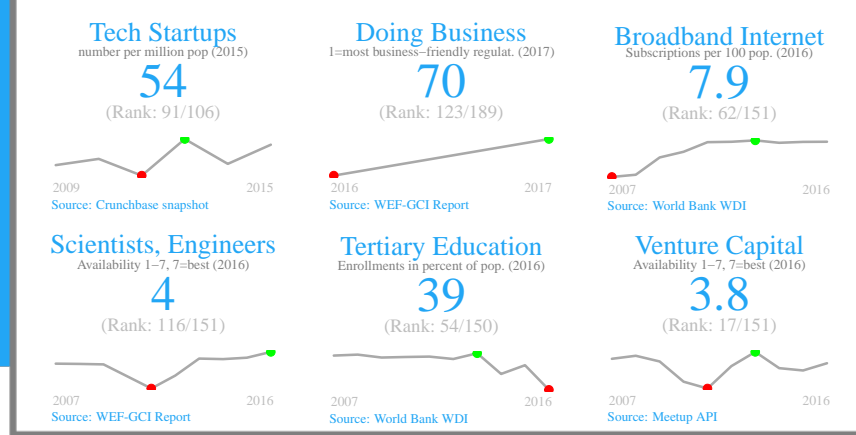 Tech Startups
number per million pop (2015)
54
(Rank: 91/106)
2009 2015
Source: Crunchbase snapshot
Doing Business
1=most business−friendly regulat. (2017)
70
(Rank: 123/189)
2016 2017
Source: WEF-GCI Report
Broadband Internet
Subscriptions per 100 pop. (2016)
7.9
(Rank: 62/151)
2007 2016
Source: World Bank WDI
Scientists, Engineers
Availability 1−7, 7=best (2016)
4
(Rank: 116/151)
2007 2016
Source: WEF-GCI Report
Tertiary Education
Enrollments in percent of pop. (2016)
39
(Rank: 54/150)
2007 2016
Source: World Bank WDI
Venture Capital
Availability 1−7, 7=best (2016)
3.8
(Rank: 17/151)
2007 2016
Source: Meetup API